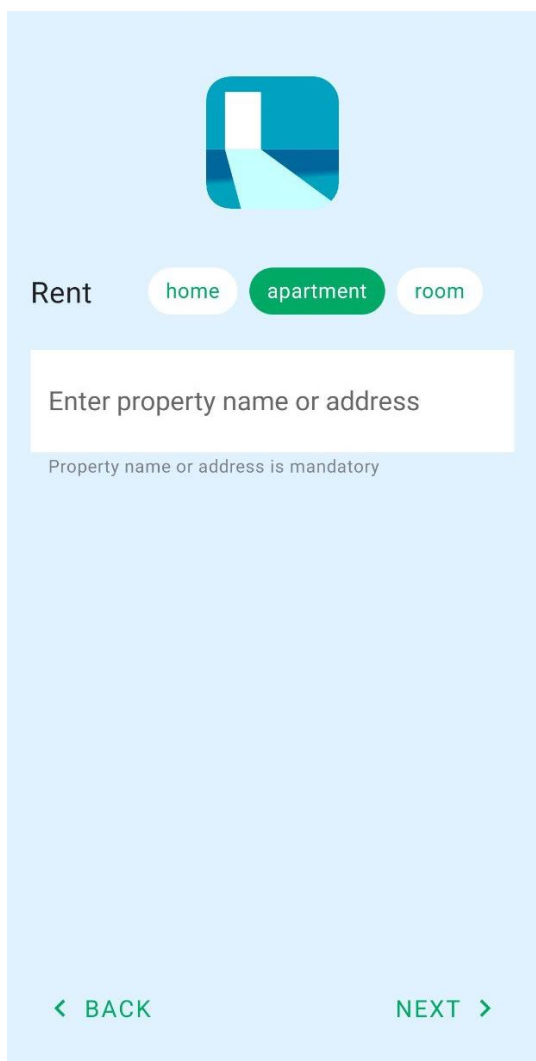 Rent home apartment room
Enter property name or address
Property name or address is mandatory
BACK NEXT